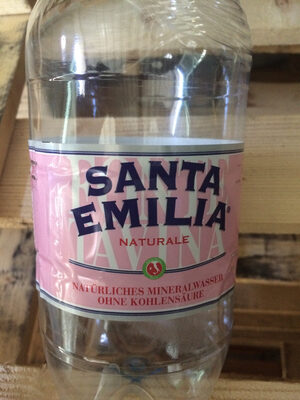 SANTA
EMILIA®
NATURALE
NATÜRLICHES MINERALWASSER
OHNE KOHLENSÄURE